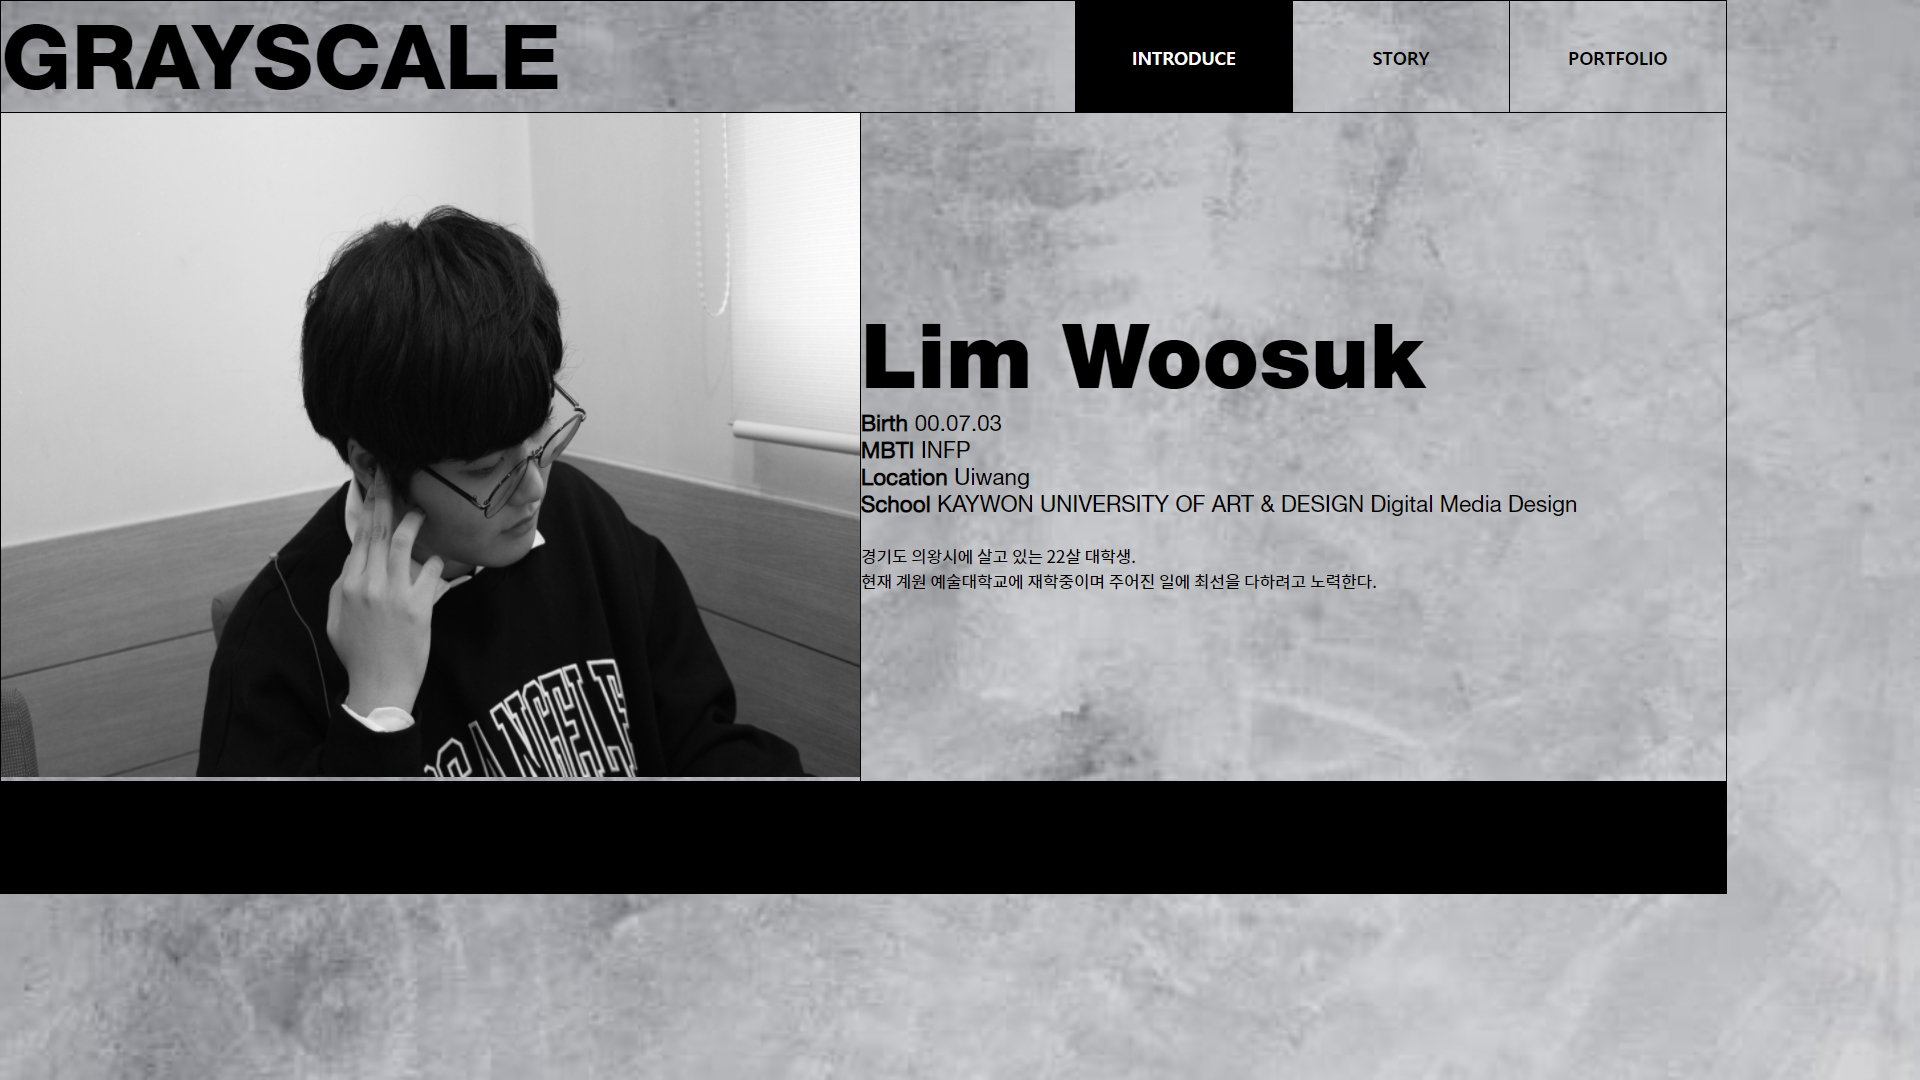 GRAYSCALE
INTRODUCE
STORY
PORTFOLIO
Lim Woosuk
Birth 00.07.03
MBTI INFP
Location Uiwang
School KAYWON UNIVERSITY OF ART & DESIGN Digital Media Design
경기도 의왕시에 살고 있는 22살 대학생.
현재 계원 예술대학교에 재학중이며 주어진 일에 최선을 다하려고 노력한다.